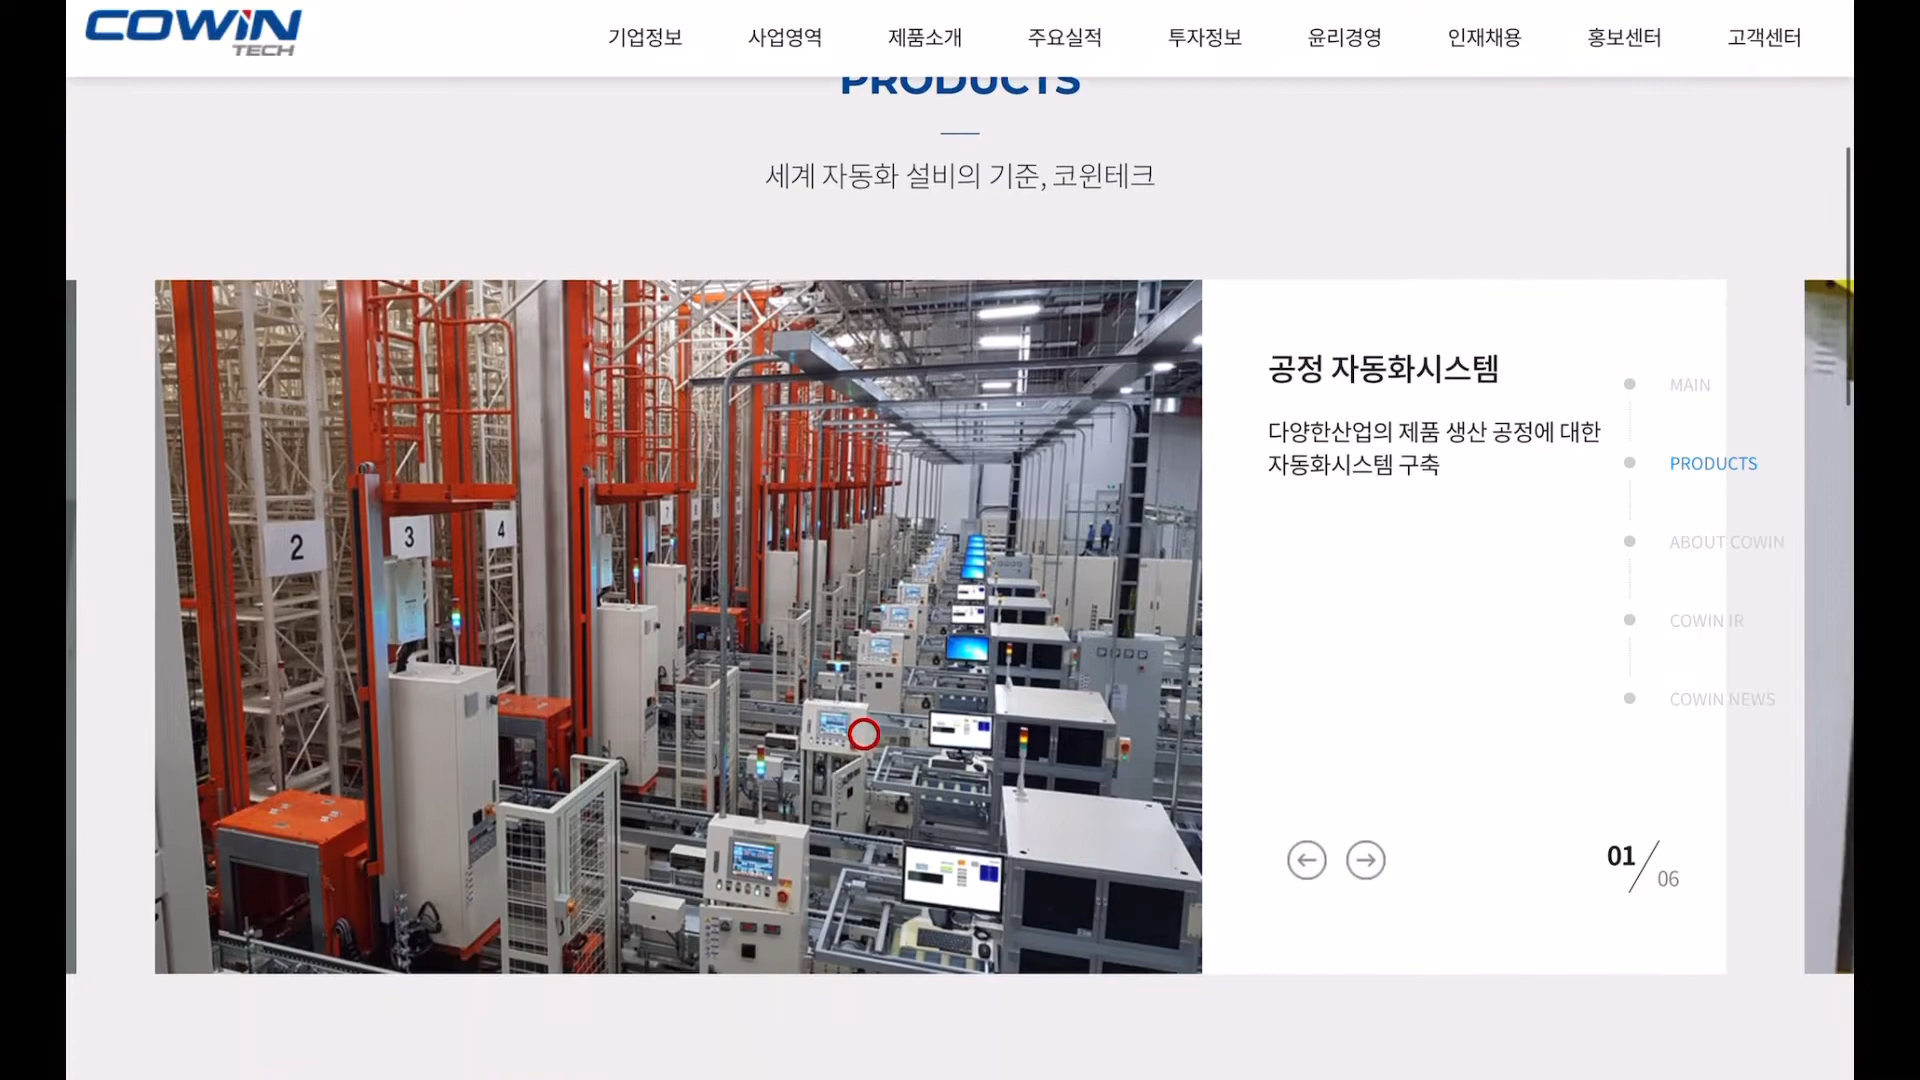 COWIN
TECH
기업정보
사업영역
제품소개
주요실적
투자정보
윤리경영
인재채용
홍보센터
고객센터
PRODUCTS
세계 자동화 설비의 기준, 코윈테크
2
3
4
공정 자동화시스템
다양한산업의 제품 생산 공정에 대한
자동화시스템 구축
MAIN
PRODUCTS
ABOUT COWIN
COWIN IR
COWIN NEWS
01
06